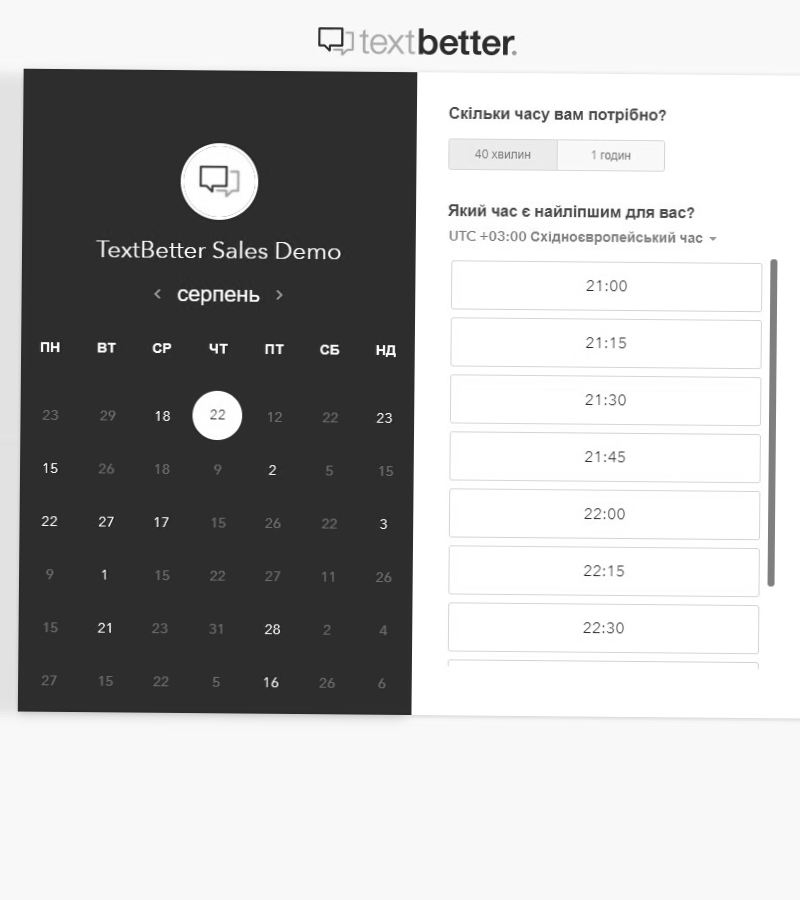 textbetter.
TextBetter Sales Demo
серпень
ПН ВТ СР ЧТ ПТ СБ НД
23 29 18 22 12 22 23
15 26 18 9 2 5 15
22 27 17 15 26 22 3
9 1 15 22 27 11 26
15 21 23 31 28 2 4
27 15 22 5 16 26 6
Скільки часу вам потрібно?
40 хвилин 1 годин
Який час є найліпшим для вас?
UTC +03:00 Східноєвропейський час
21:00
21:15
21:30
21:45
22:00
22:15
22:30